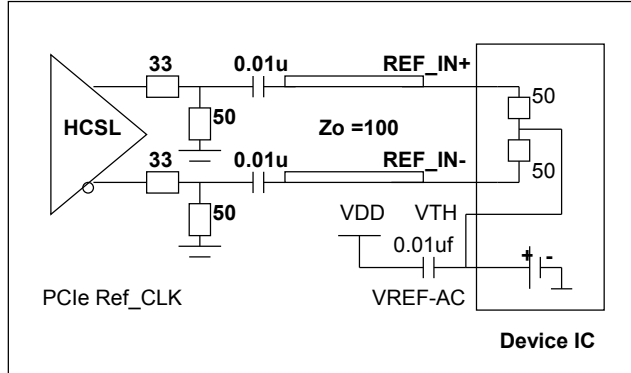 33
0.01u
REF_IN+
HCSL
50
Zo =100
50
33
0.01u
REF_IN-
50
50
VDD
VTH
0.01uf
+ -
PCIe Ref_CLK
VREF-AC
Device IC